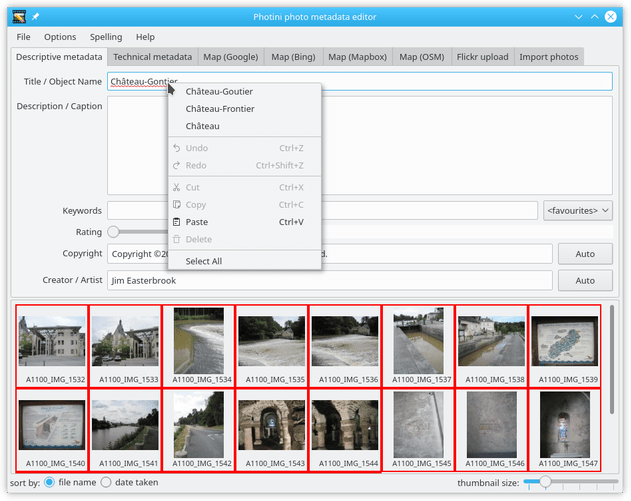 Photini photo metadata editor
File Options Spelling Help
Descriptive metadata Technical metadata Map (Google) Map (Bing) Map (Mapbox) Map (OSM) Flickr upload Import photos
Title / Object Name Château-Gontier
Château-Goutier
Description / Caption Château-Frontier
Château
Undo Ctrl+Z
Redo Ctrl+Shift+Z
Cut Ctrl+X
Copy Ctrl+C
Paste Ctrl+V
Delete
Select All
Keywords <favourites>
Rating
Copyright Copyright ©20 d. Auto
Creator / Artist Jim Easterbrook Auto
A1100_IMG_1532 A1100_IMG_1533 A1100_IMG_1534 A1100_IMG_1535 A1100_IMG_1536 A1100_IMG_1537 A1100_IMG_1538 A1100_IMG_1539
A1100_IMG_1540 A1100_IMG_1541 A1100_IMG_1542 A1100_IMG_1543 A1100_IMG_1544 A1100_IMG_1545 A1100_IMG_1546 A1100_IMG_1547
sort by: file name date taken thumbnail size: